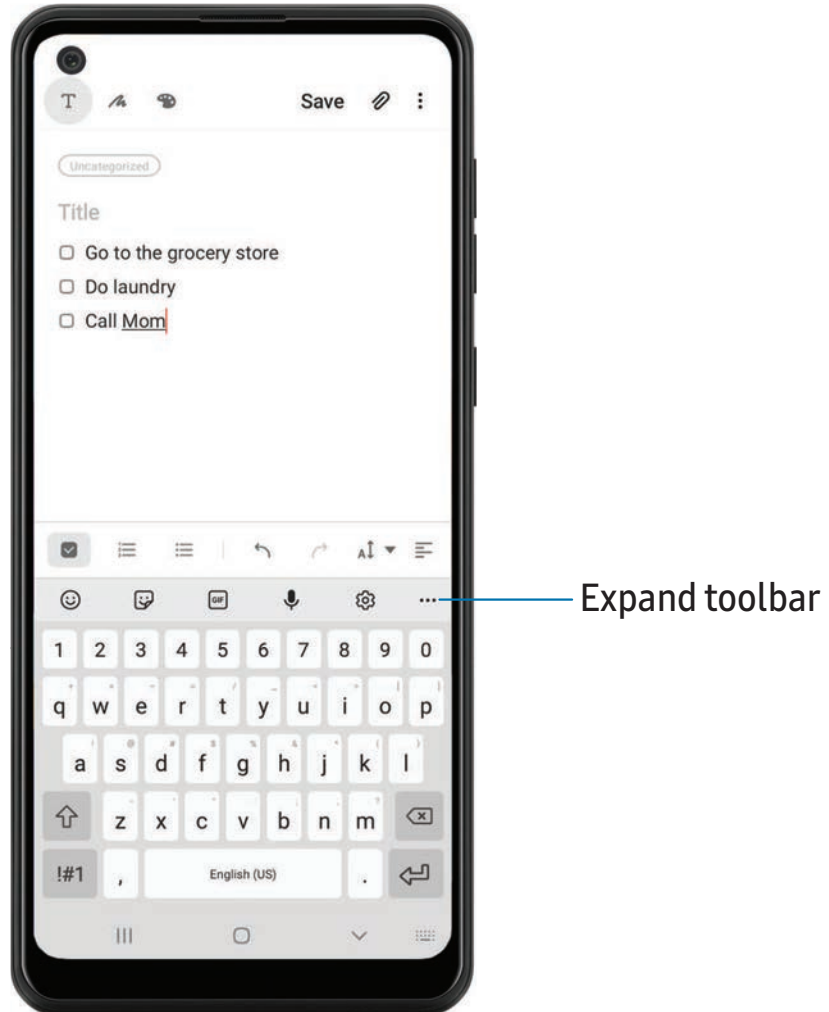 T Save
Uncategorized
Title
Go to the grocery store
Do laundry
Call Mom
GIF
Expand toolbar
1 2 3 4 5 6 7 8 9 0
q w e r t y u i o p
a s d f g h j k l
z x c v b n m
!#1 , English (US) .